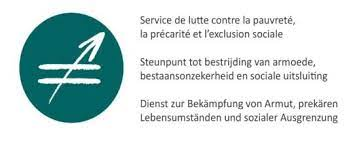 Service de lutte contre la pauvreté,
la précarité et l'exclusion sociale
Steunpunt tot bestrijding van armoede,
bestaansonzekerheid en sociale uitsluiting
Dienst zur Bekämpfung von Armut, prekären
Lebensumständen und sozialer Ausgrenzung